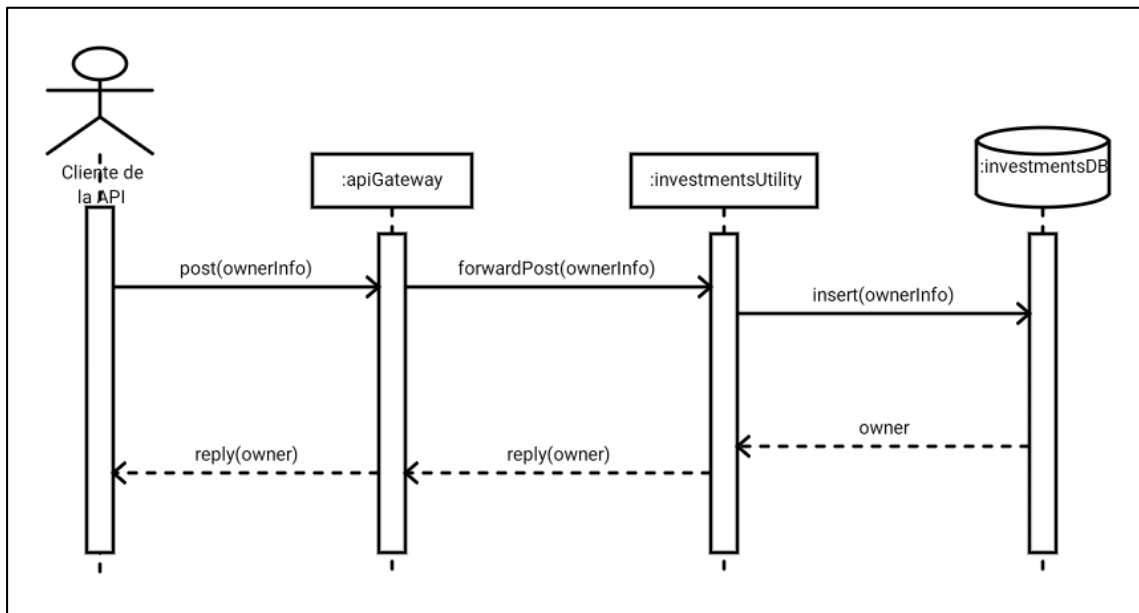 Cliente de
la API
:apiGateway
:investmentsUtility
:investmentsDB
post(ownerInfo)
forwardPost(ownerInfo)
insert(ownerInfo)
owner
reply(owner)
reply(owner)